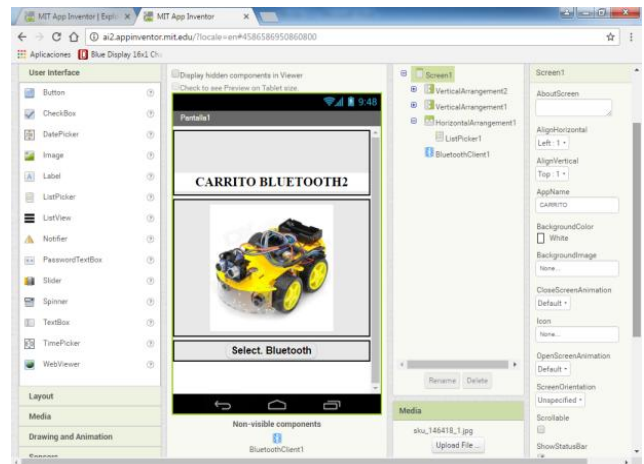 MIT App Inventor | Expl
MIT App Inventor
ai2.appinventor.mit.edu/?locale=en#4586586950860800
Aplicaciones
Blue Display 16x1 Ch
User Interface
Button
CheckBox
DatePicker
Image
Label
ListPicker
ListView
Notifier
PasswordTextBox
Slider
Spinner
TextBox
TimePicker
WebViewer
Layout
Media
Drawing and Animation
Sensors
Display hidden components in Viewer
Check to see Preview on Tablet size.
9:48
Pantalla1
CARRITO BLUETOOTH2
Select. Bluetooth
Non-visible components
BluetoothClient1
Screen1
VerticalArrangement2
VerticalArrangement1
HorizontalArrangement1
ListPicker1
BluetoothClient1
Rename Delete
Media
sku_146418_1.jpg
Upload File ...
Screen1
AboutScreen
AlignHorizontal
Left : 1
AlignVertical
Top : 1
AppName
CARRITO
BackgroundColor
White
BackgroundImage
None...
CloseScreenAnimation
Default
Icon
None...
OpenScreenAnimation
Default
ScreenOrientation
Unspecified
Scrollable
ShowStatusBar